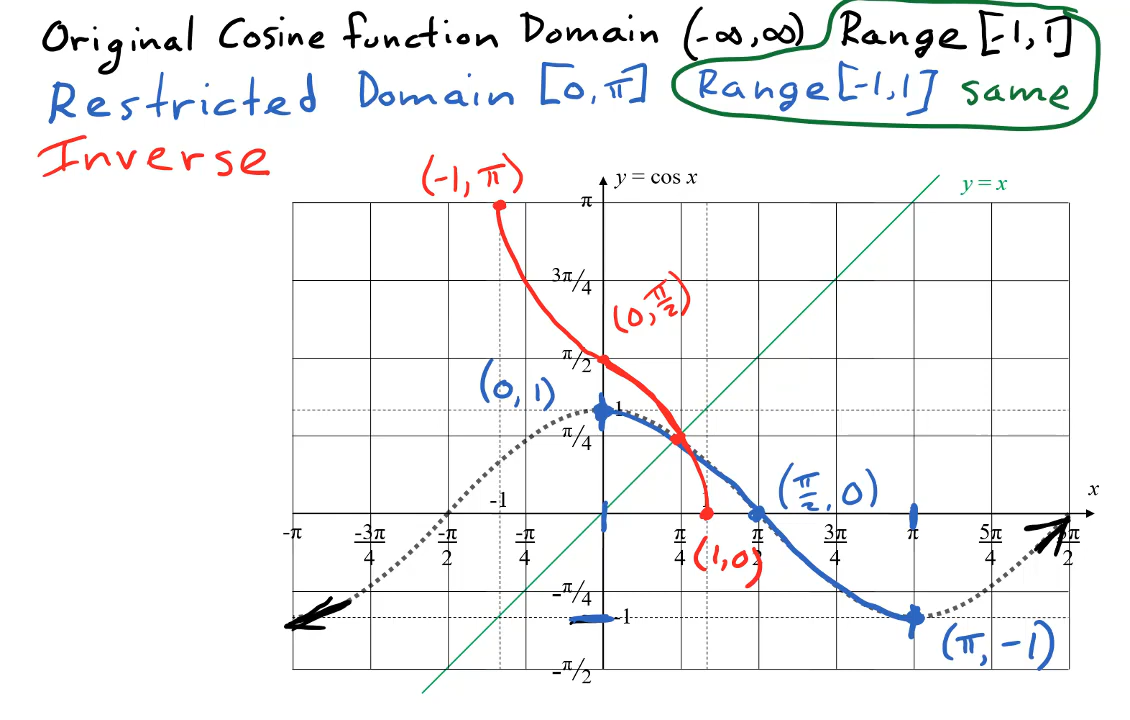 Original Cosine function Domain (-∞,∞) Range [-1,1]
Restricted Domain [0,π] Range[-1,1] same
Inverse
(-1,π) y = cos x y = x
π
3π/4
(0,π/2)
π/2
(0,1)
1
π/4
-1 (π/2,0) x
-π -3π/4 -π/2 -π/4 π/4 π/2 3π/4 π 5π/4 3π/2
(1,0)
-π/4
-1
(π,-1)
-π/2